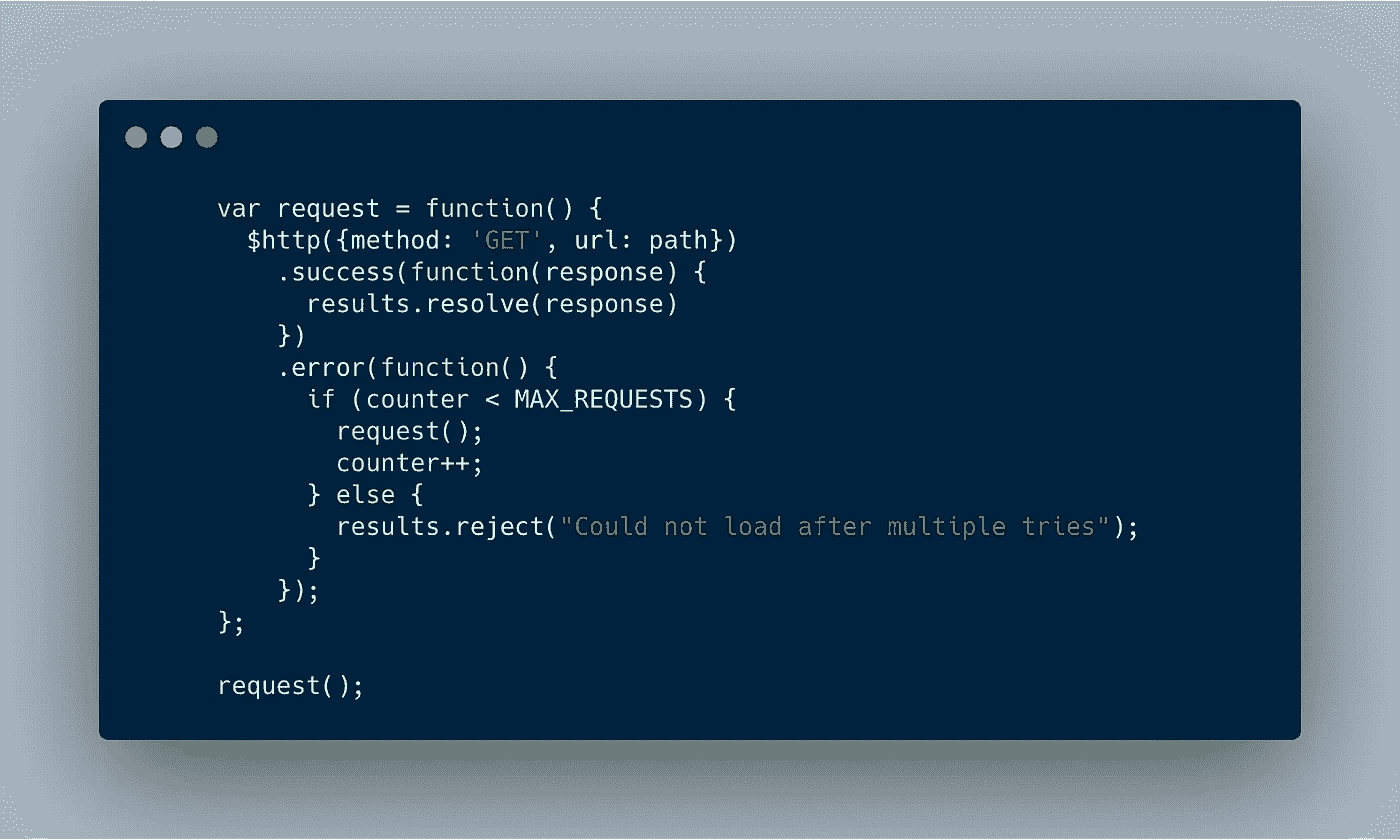 var request = function() {
  $http({method: 'GET', url: path})
    .success(function(response) {
      results.resolve(response)
    })
    .error(function() {
      if (counter < MAX_REQUESTS) {
        request();
        counter++;
      } else {
        results.reject("Could not load after multiple tries");
      }
    });
};

request();